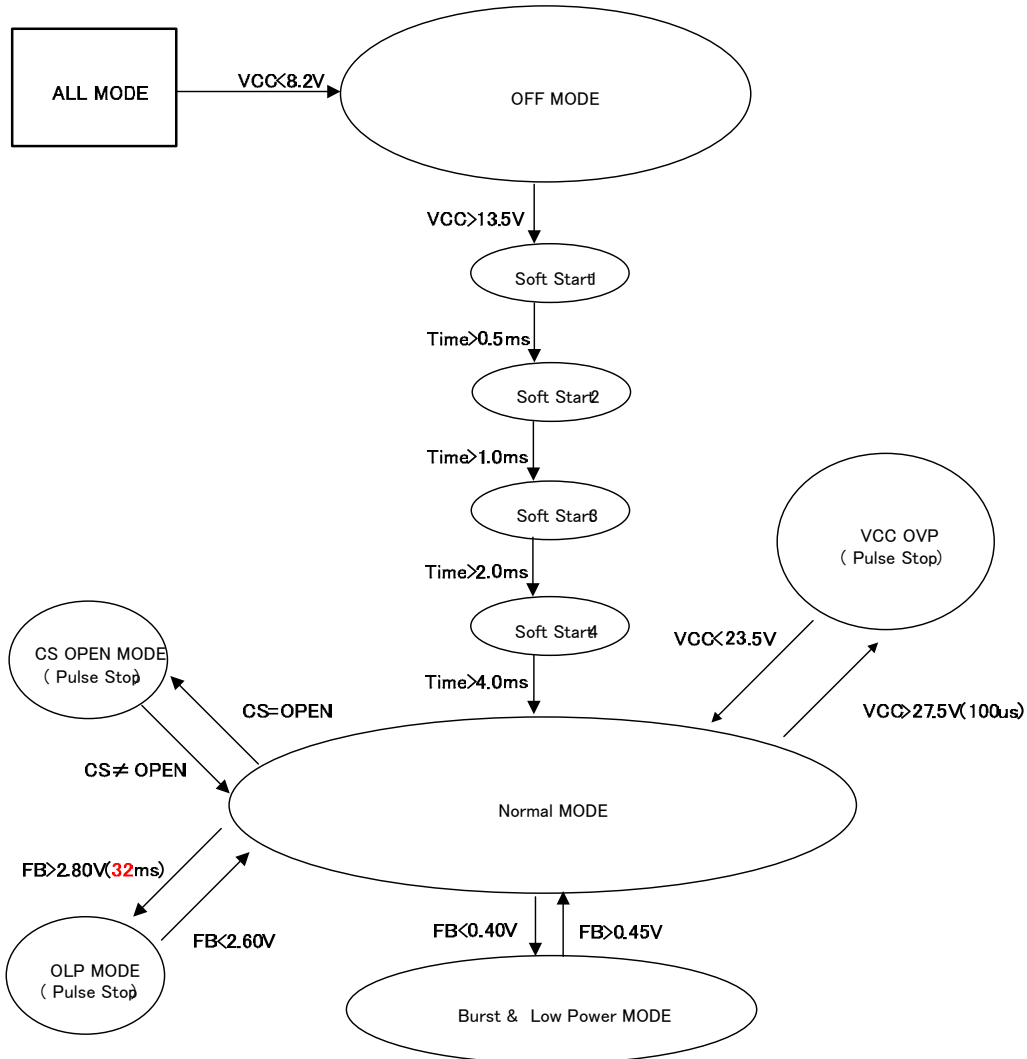 ALL MODE
VCC<8.2V
OFF MODE
VCC>13.5V
Soft Start1
Time>0.5ms
Soft Start2
Time>1.0ms
Soft Start3
Time>2.0ms
Soft Start4
Time>4.0ms
VCC OVP
( Pulse Stop)
VCC<23.5V
VCC>27.5V(100us)
CS OPEN MODE
( Pulse Stop)
CS=OPEN
CS≠ OPEN
Normal MODE
FB>2.80V(32ms)
FB<2.60V
OLP MODE
( Pulse Stop)
FB<0.40V
FB>0.45V
Burst & Low Power MODE